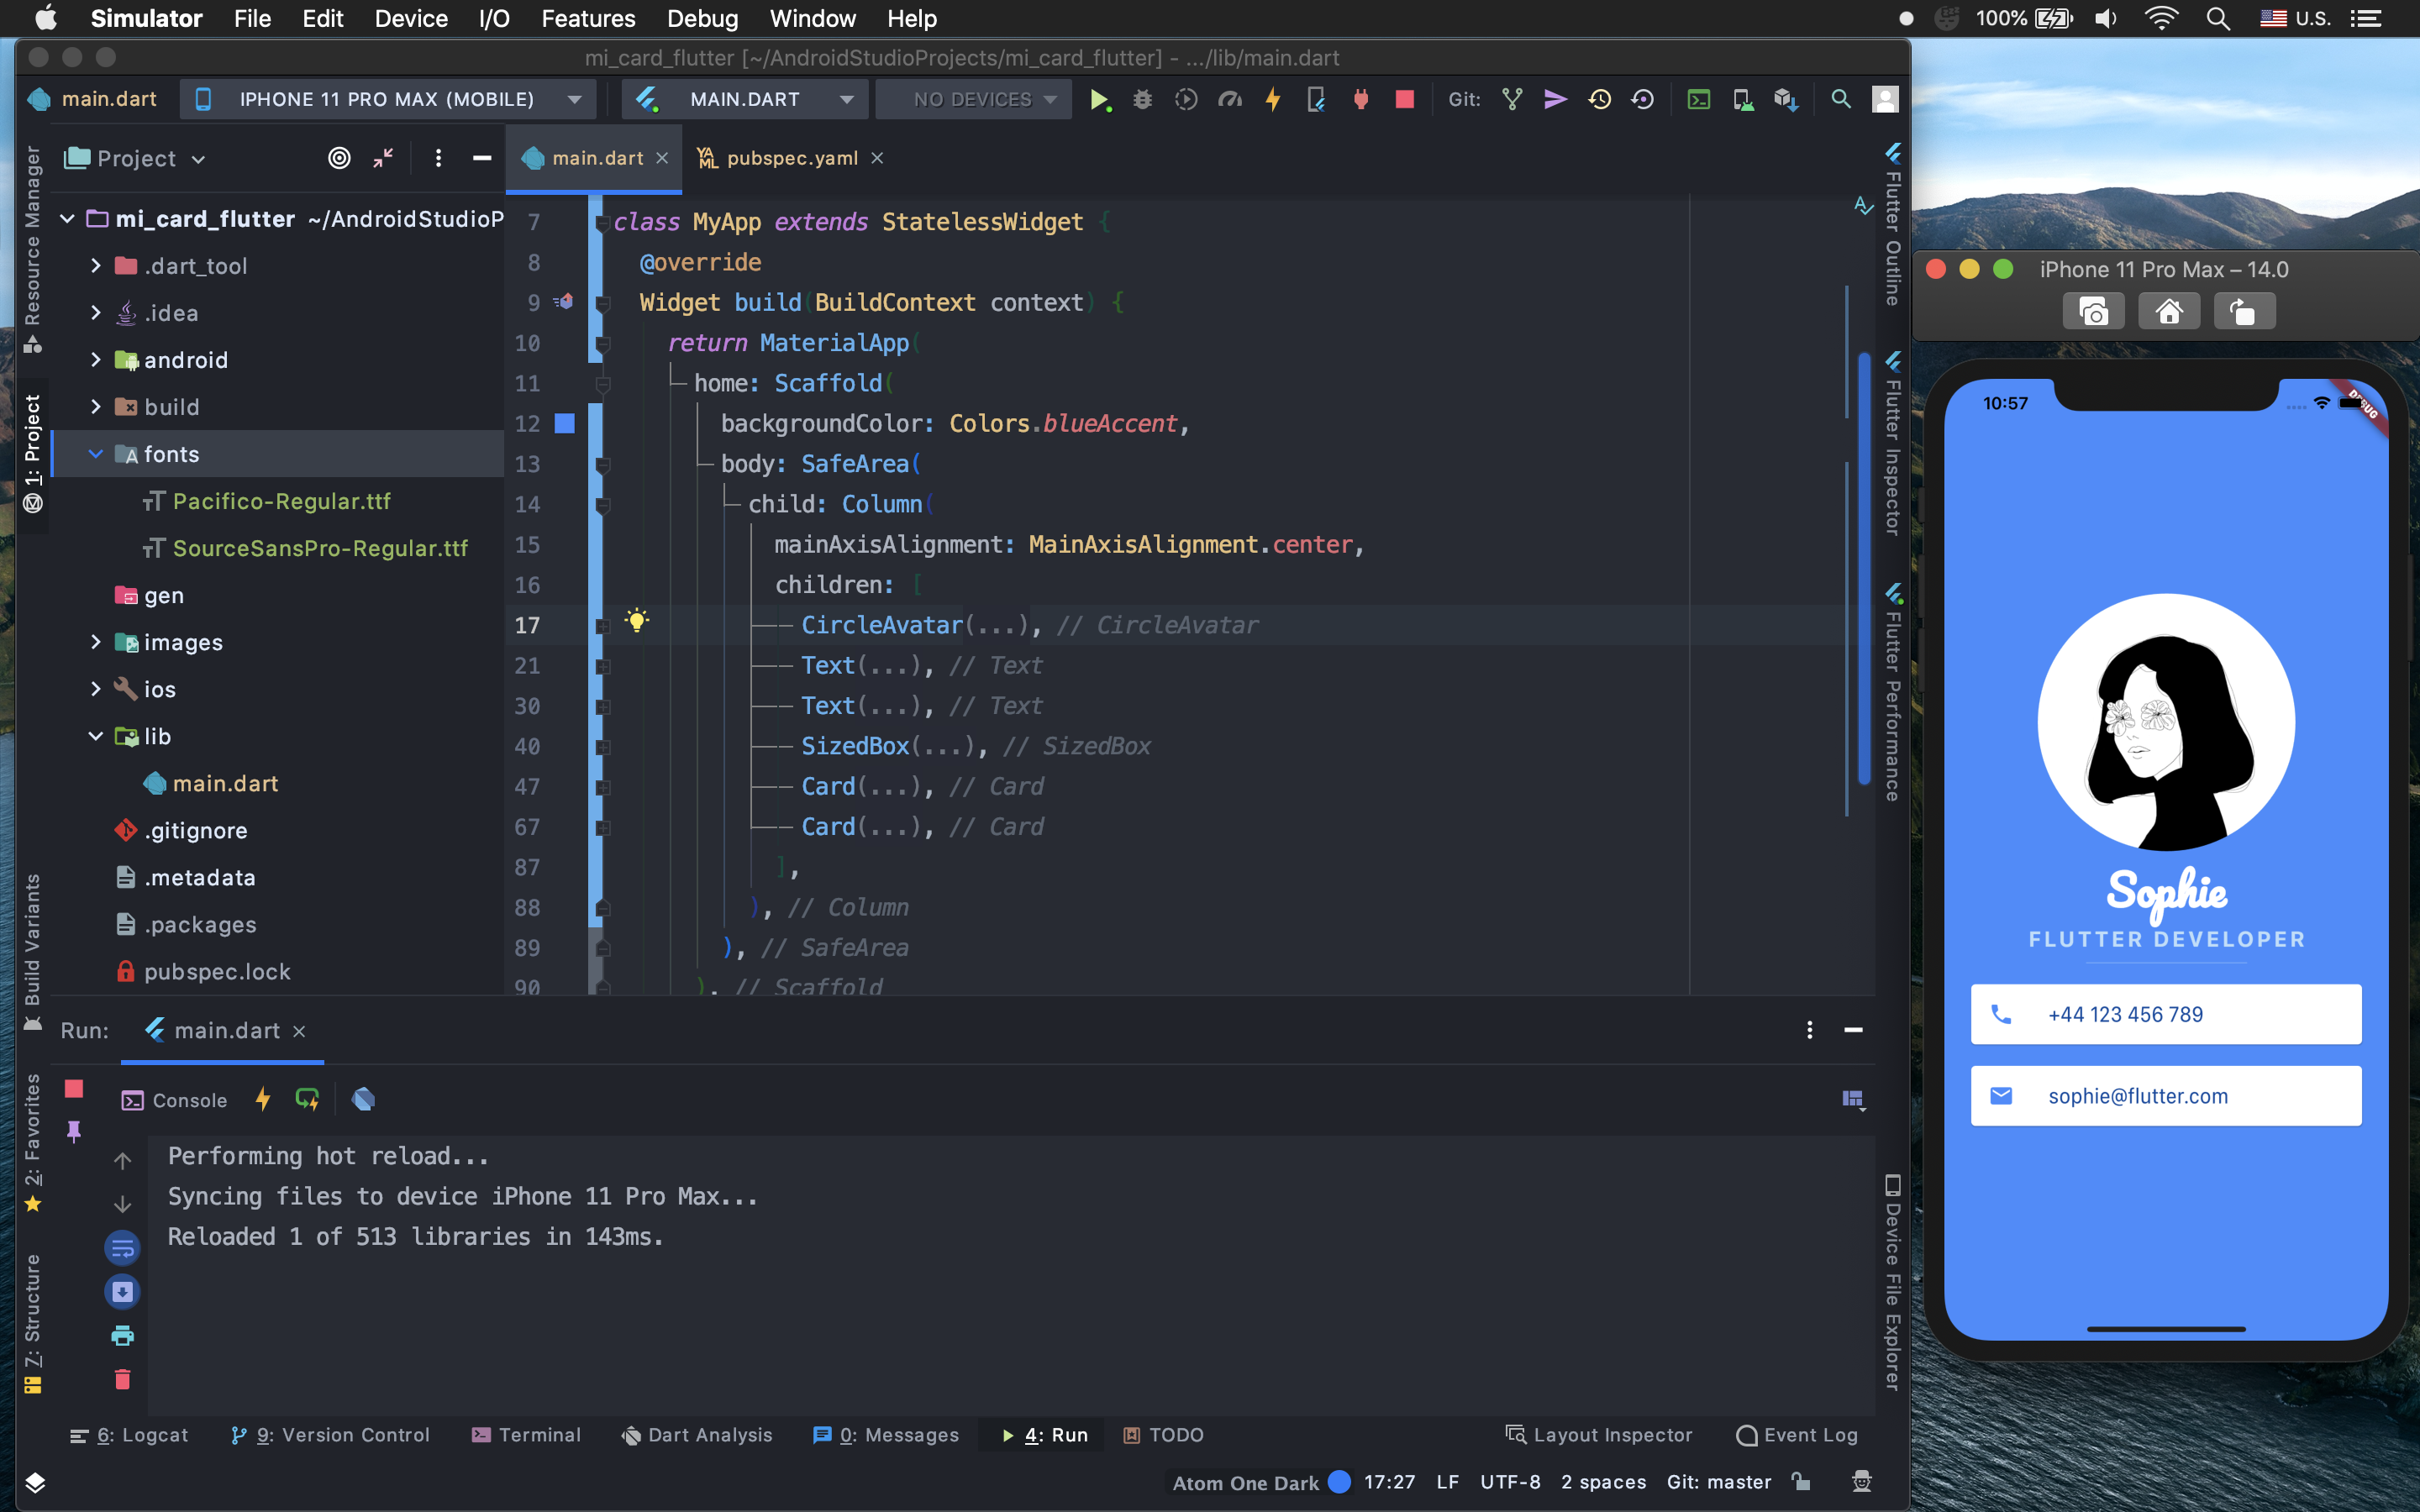 Simulator File Edit Device I/O Features Debug Window Help 100% U.S.
mi_card_flutter [~/AndroidStudioProjects/mi_card_flutter] - .../lib/main.dart
main.dart IPHONE 11 PRO MAX (MOBILE) MAIN.DART NO DEVICES Git:
Project
main.dart pubspec.yaml
Resource Manager
1: Project
Build Variants
2: Favorites
7: Structure
mi_card_flutter ~/AndroidStudioP
.dart_tool
.idea
android
build
fonts
Pacifico-Regular.ttf
SourceSansPro-Regular.ttf
gen
images
ios
lib
main.dart
.gitignore
.metadata
.packages
pubspec.lock
7 class MyApp extends StatelessWidget {
8 @override
9 Widget build(BuildContext context) {
10 return MaterialApp(
11 home: Scaffold(
12 backgroundColor: Colors.blueAccent,
13 body: SafeArea(
14 child: Column(
15 mainAxisAlignment: MainAxisAlignment.center,
16 children: [
17 CircleAvatar(...), // CircleAvatar
21 Text(...), // Text
30 Text(...), // Text
40 SizedBox(...), // SizedBox
47 Card(...), // Card
67 Card(...), // Card
87 ],
88 ), // Column
89 ), // SafeArea
90 ), // Scaffold
Flutter Outline
Flutter Inspector
Flutter Performance
Device File Explorer
Run: main.dart
Console
Performing hot reload...
Syncing files to device iPhone 11 Pro Max...
Reloaded 1 of 513 libraries in 143ms.
6: Logcat 9: Version Control Terminal Dart Analysis 0: Messages 4: Run TODO Layout Inspector Event Log
Atom One Dark 17:27 LF UTF-8 2 spaces Git: master
iPhone 11 Pro Max – 14.0
10:57
DEBUG
Sophie
FLUTTER DEVELOPER
+44 123 456 789
sophie@flutter.com